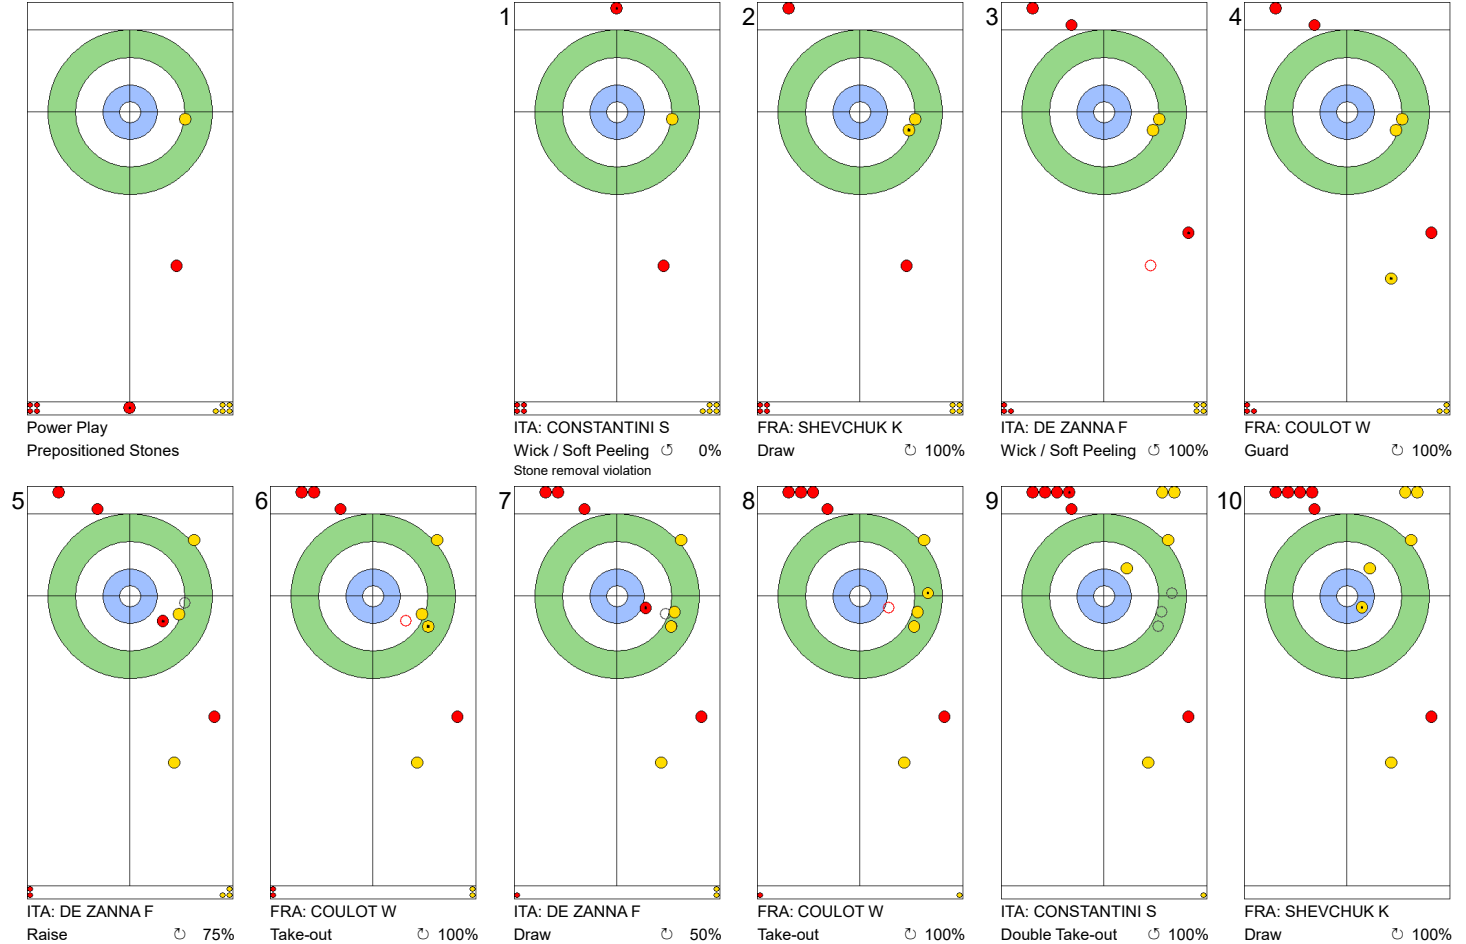 Power Play
Prepositioned Stones
1
ITA: CONSTANTINI S
Wick / Soft Peeling 0%
Stone removal violation
2
FRA: SHEVCHUK K
Draw 100%
3
ITA: DE ZANNA F
Wick / Soft Peeling 100%
4
FRA: COULOT W
Guard 100%
5
ITA: DE ZANNA F
Raise 75%
6
FRA: COULOT W
Take-out 100%
7
ITA: DE ZANNA F
Draw 50%
8
FRA: COULOT W
Take-out 100%
9
ITA: CONSTANTINI S
Double Take-out 100%
10
FRA: SHEVCHUK K
Draw 100%